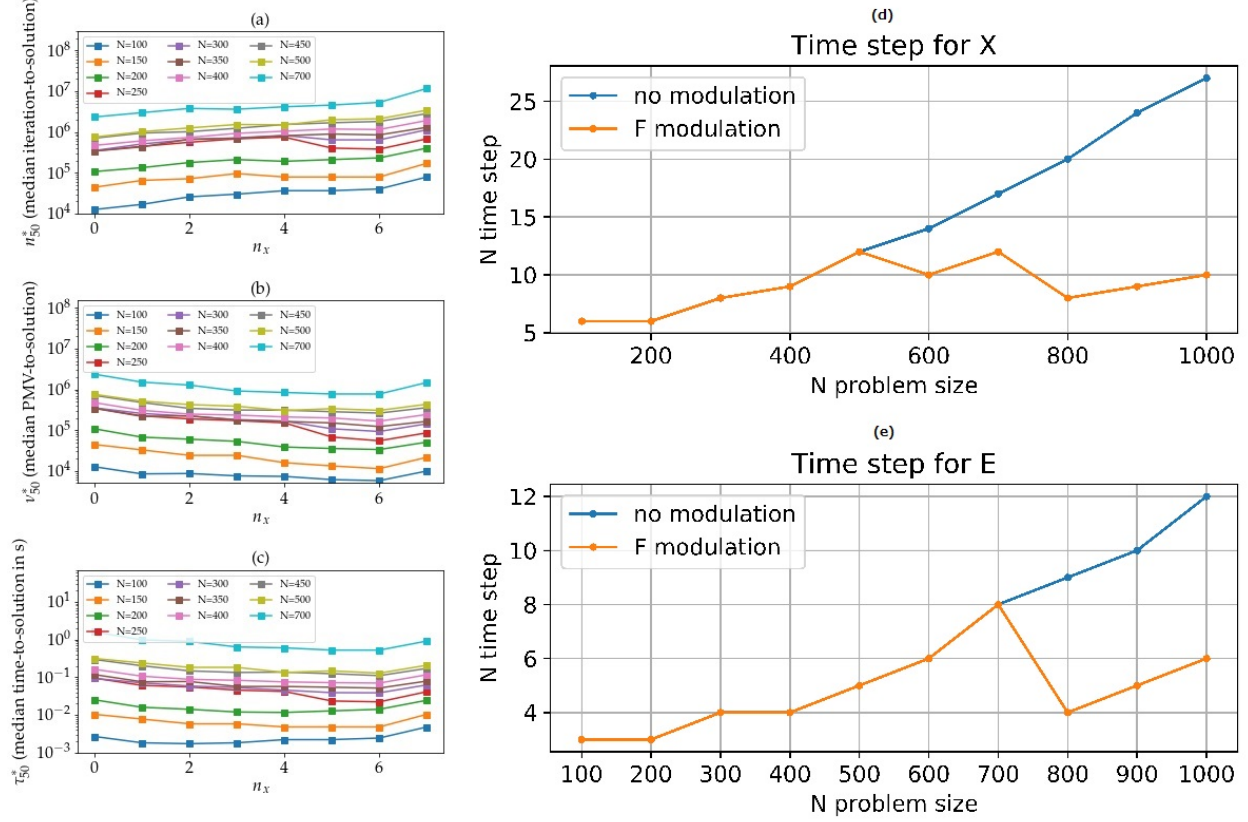 (a)
n*50 (median iteration-to-solution)
10^8
10^7
10^6
10^5
10^4
N=100 N=300 N=450
N=150 N=350 N=500
N=200 N=400 N=700
N=250
0 2 4 6
n_x
(b)
ν*50 (median PMV-to-solution)
10^8
10^7
10^6
10^5
10^4
N=100 N=300 N=450
N=150 N=350 N=500
N=200 N=400 N=700
N=250
0 2 4 6
n_x
(c)
τ*50 (median time-to-solution in s)
10^1
10^0
10^-1
10^-2
10^-3
N=100 N=300 N=450
N=150 N=350 N=500
N=200 N=400 N=700
N=250
0 2 4 6
n_x
(d)
Time step for X
N time step
25
20
15
10
5
no modulation
F modulation
200 400 600 800 1000
N problem size
(e)
Time step for E
N time step
12
10
8
6
4
no modulation
F modulation
100 200 300 400 500 600 700 800 900 1000
N problem size